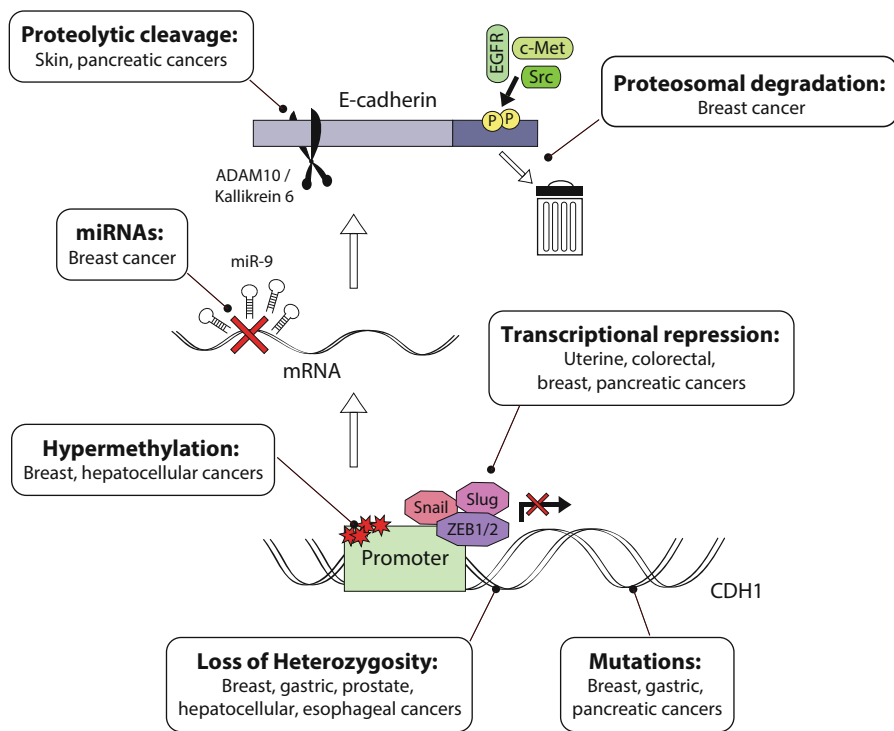 Proteolytic cleavage:
Skin, pancreatic cancers
EGFR
c-Met
Src
E-cadherin
P
P
Proteosomal degradation:
Breast cancer
ADAM10 /
Kallikrein 6
miRNAs:
Breast cancer
miR-9
mRNA
Transcriptional repression:
Uterine, colorectal,
breast, pancreatic cancers
Hypermethylation:
Breast, hepatocellular cancers
Snail
Slug
ZEB1/2
Promoter
CDH1
Loss of Heterozygosity:
Breast, gastric, prostate,
hepatocellular, esophageal cancers
Mutations:
Breast, gastric,
pancreatic cancers